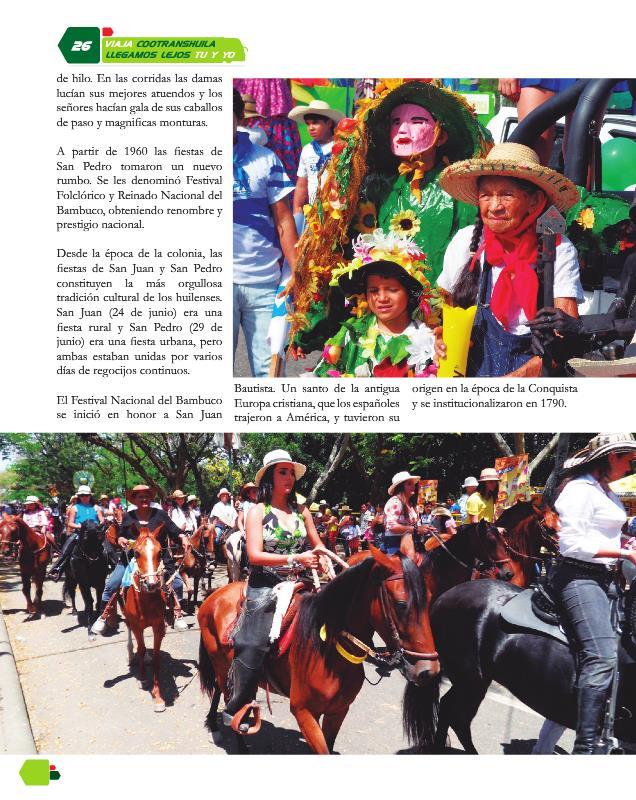 26
VIAJA COOTRANSHUILA
LLEGAMOS LEJOS TU Y YO
de hilo. En las corridas las damas
lucían sus mejores atuendos y los
señores hacían gala de sus caballos
de paso y magnificas monturas.
A partir de 1960 las fiestas de
San Pedro tomaron un nuevo
rumbo. Se les denominó Festival
Folclórico y Reinado Nacional del
Bambuco, obteniendo renombre y
prestigio nacional.
Desde la época de la colonia, las
fiestas de San Juan y San Pedro
constituyen la más orgullosa
tradición cultural de los huilenses.
San Juan (24 de junio) era una
fiesta rural y San Pedro (29 de
junio) era una fiesta urbana, pero
ambas estaban unidas por varios
días de regocijos continuos.
El Festival Nacional del Bambuco
se inició en honor a San Juan
Bautista. Un santo de la antigua
Europa cristiana, que los españoles
trajeron a América, y tuvieron su
origen en la época de la Conquista
y se institucionalizaron en 1790.